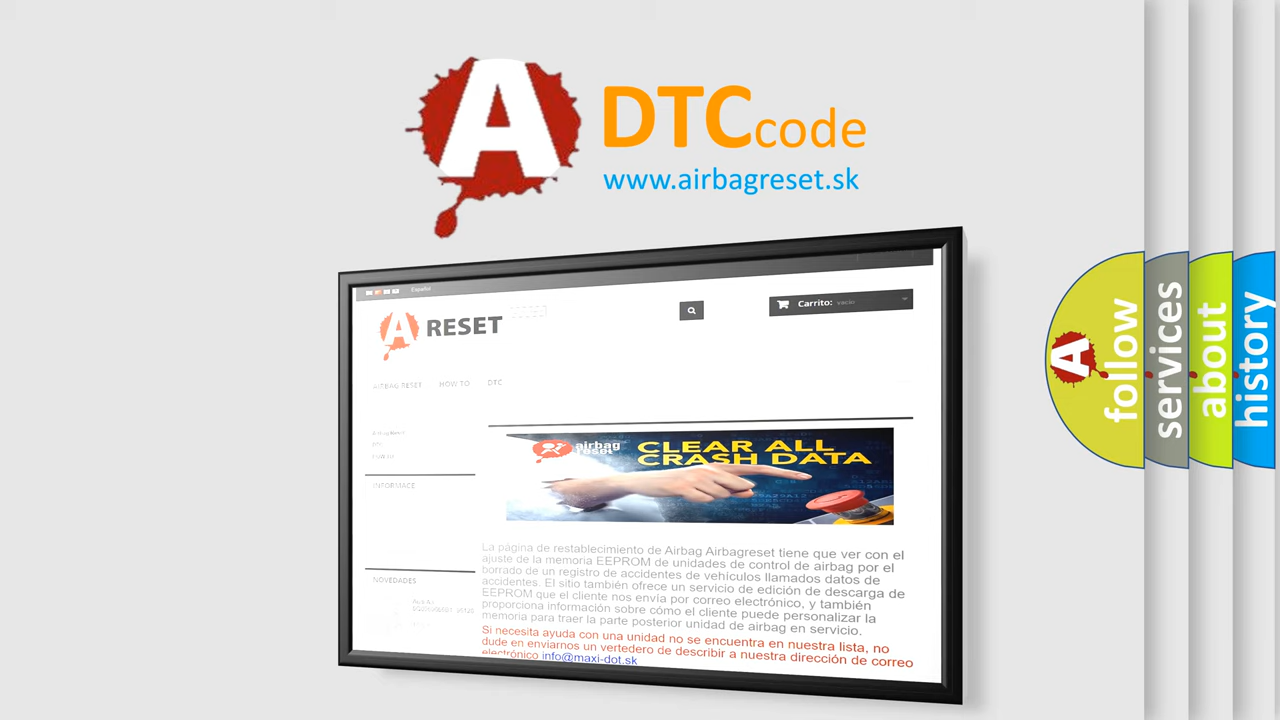 A
DTCcode
www.airbagreset.sk
Español
A RESET
Carrito: vacío
AIRBAG RESET HOW TO DTC
INFORMACE
airbag
reset
CLEAR ALL
CRASH DATA
La página de restablecimiento de Airbag Airbagreset tiene que ver con el
ajuste de la memoria EEPROM de unidades de control de airbag por el
borrado de un registro de accidentes de vehículos llamados datos de
accidentes. El sitio también ofrece un servicio de edición de descarga de
EEPROM que el cliente nos envía por correo electrónico, y también
proporciona información sobre cómo el cliente puede personalizar la
memoria para traer la parte posterior unidad de airbag en servicio.
NOVEDADES
Si necesita ayuda con una unidad no se encuentra en nuestra lista, no
dude en enviarnos un vertedero de describir a nuestra dirección de correo
electrónico info@maxi-dot.sk
A
follow
services
about
history